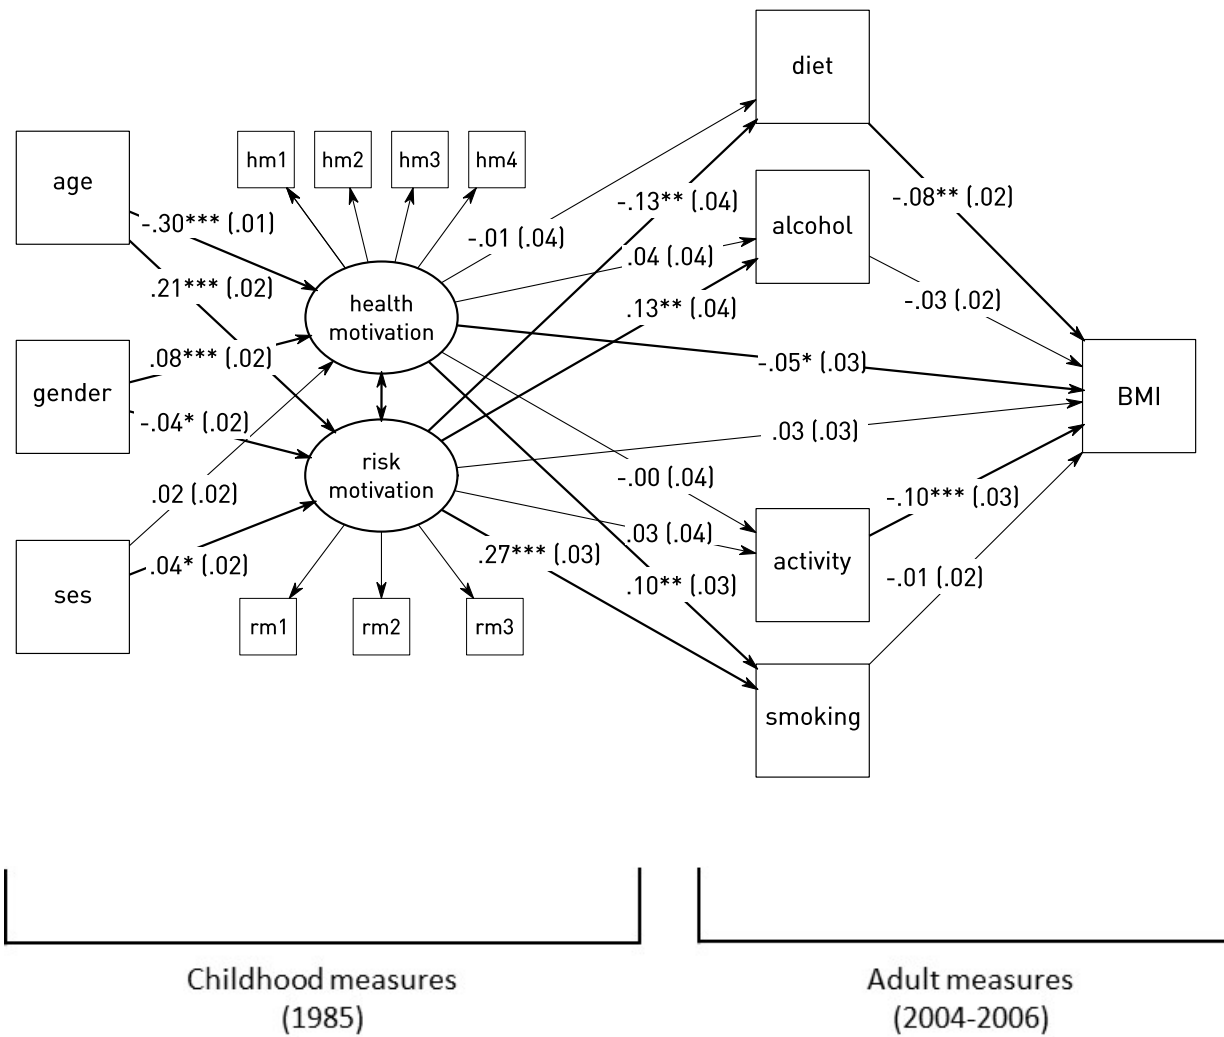 diet
age
hm1
hm2
hm3
hm4
-.13** (.04)
-.08** (.02)
-.30*** (.01)
-.01 (.04)
alcohol
.04 (.04)
.21*** (.02)
health
motivation
.13** (.04)
-.03 (.02)
.08*** (.02)
-.05* (.03)
gender
BMI
-.04* (.02)
.03 (.03)
risk
motivation
-.00 (.04)
.02 (.02)
-.10*** (.03)
.03 (.04)
.27*** (.03)
activity
.04* (.02)
-.01 (.02)
.10** (.03)
ses
rm1
rm2
rm3
smoking
Childhood measures
(1985)
Adult measures
(2004-2006)